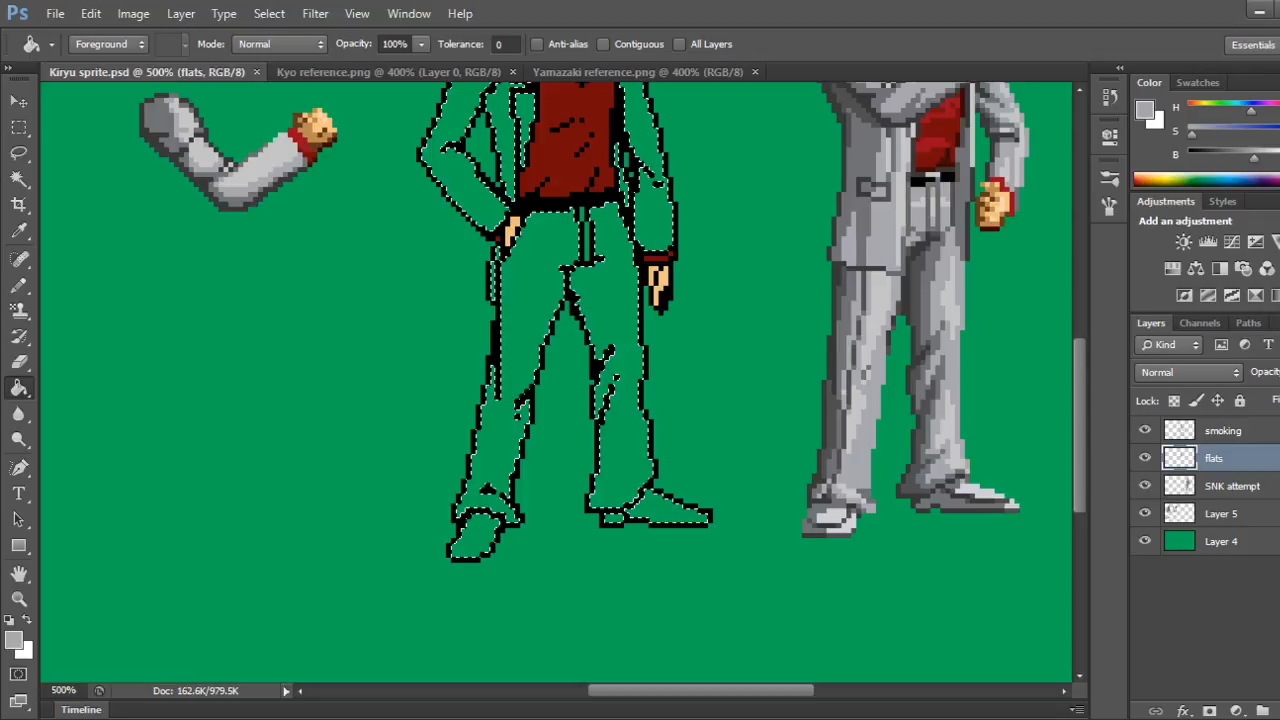 Ps File Edit Image Layer Type Select Filter View Window Help
Foreground Mode: Normal Opacity: 100% Tolerance: 0 Anti-alias Contiguous All Layers Essentials
Kiryu sprite.psd @ 500% (flats, RGB/8) × Kyo reference.png @ 400% (Layer 0, RGB/8) × Yamazaki reference.png @ 400% (RGB/8) ×
Color Swatches
H
S
B
Adjustments Styles
Add an adjustment
Layers Channels Paths
Kind
Normal Opacity:
Lock:
smoking
flats
SNK attempt
Layer 5
Layer 4
500% Doc: 162.6K/979.5K
Timeline